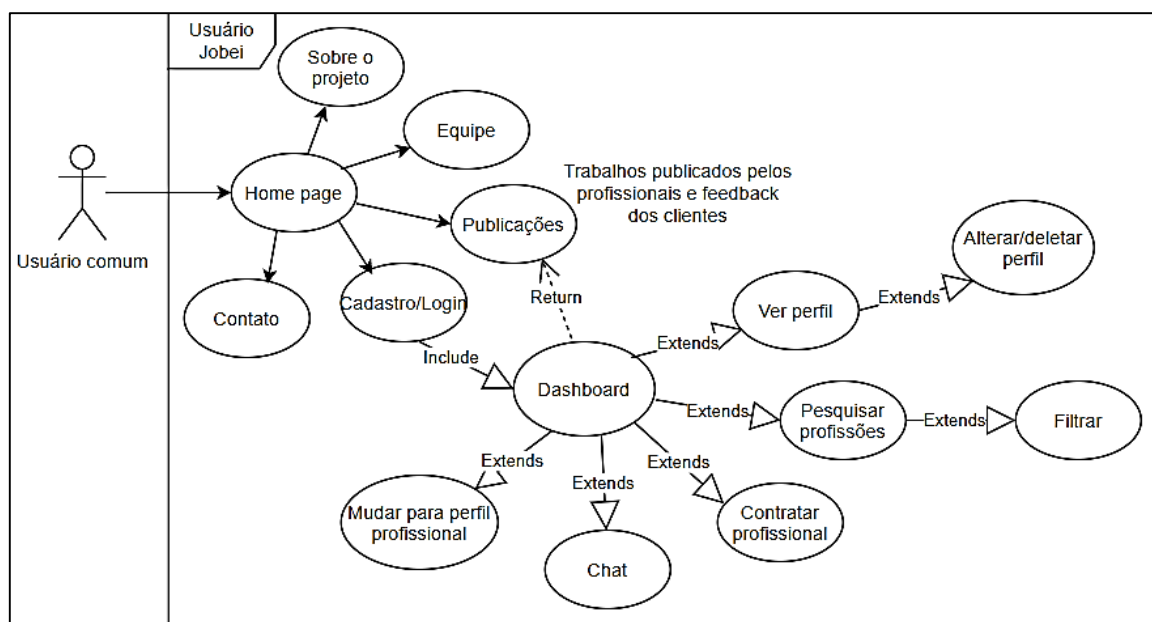 Usuário
Jobei
Sobre o
projeto
Equipe
Home page
Usuário comum
Trabalhos publicados pelos
profissionais e feedback
dos clientes
Publicações
Contato
Cadastro/Login
Return
Include
Dashboard
Extends
Ver perfil
Extends
Alterar/deletar
perfil
Extends
Pesquisar
profissões
Extends
Filtrar
Extends
Mudar para perfil
profissional
Extends
Chat
Extends
Contratar
profissional